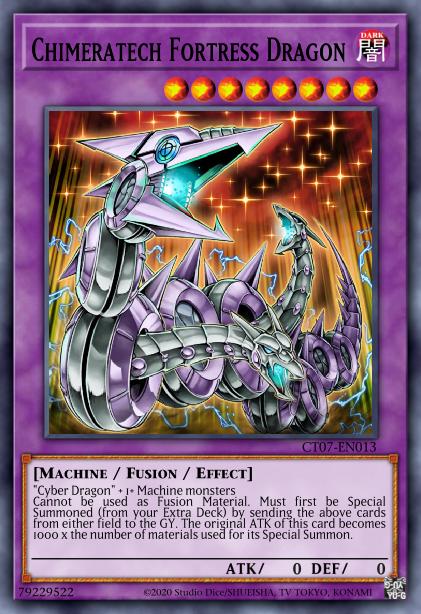 Chimeratech Fortress Dragon
DARK
闇
CT07-EN013
[Machine / Fusion / Effect]
"Cyber Dragon" + 1+ Machine monsters
Cannot be used as Fusion Material. Must first be Special
Summoned (from your Extra Deck) by sending the above cards
from either field to the GY. The original ATK of this card becomes
1000 x the number of materials used for its Special Summon.
ATK/ 0 DEF/ 0
79229522
©2020 Studio Dice/SHUEISHA, TV TOKYO, KONAMI